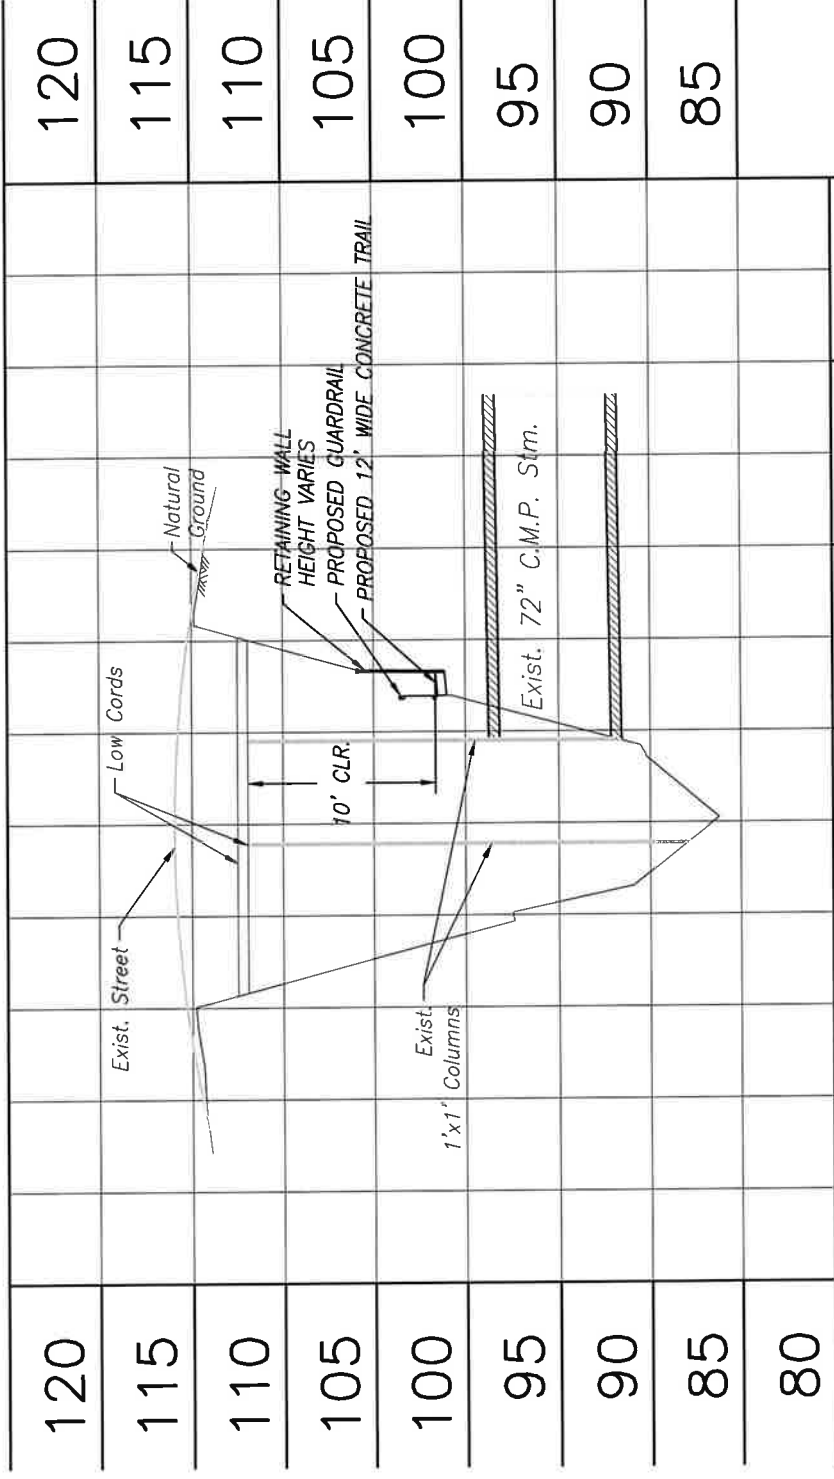 120
115
110
105
100
95
90
85
80
Exist. Street
Low Cords
Natural
Ground
RETAINING WALL
HEIGHT VARIES
PROPOSED GUARDRAIL
PROPOSED 12' WIDE CONCRETE TRAIL
10' CLR.
Exist. 72" C.M.P. Stm.
Exist.
1'x1' Columns
120
115
110
105
100
95
90
85